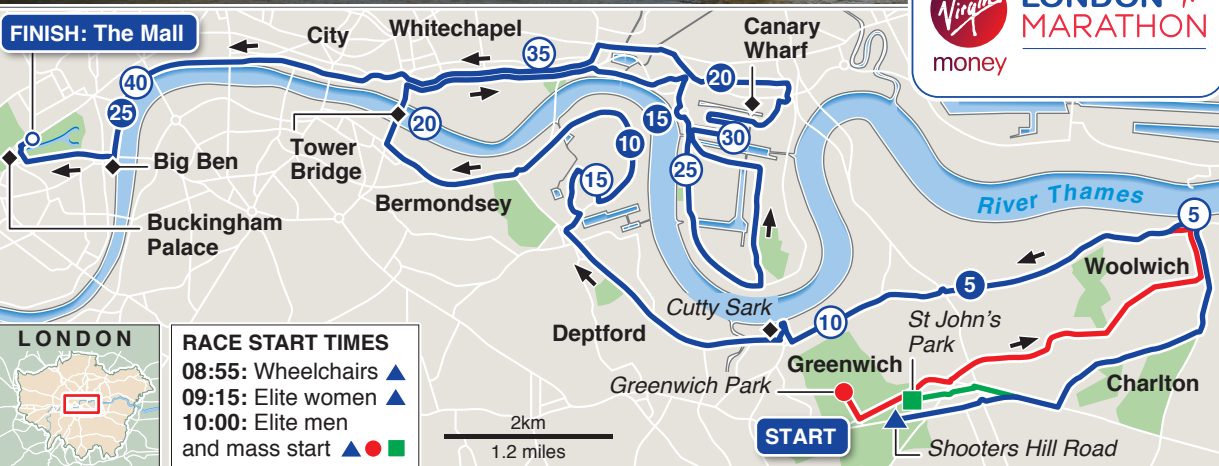 FINISH: The Mall
City
Whitechapel
Canary
Wharf
Virgin
money
LONDON
MARATHON
40
25
35
20
15
30
10
15
25
20
Tower
Bridge
Big Ben
Bermondsey
Buckingham
Palace
River Thames
5
Woolwich
5
Cutty Sark
10
St John's
Park
Deptford
Greenwich
Greenwich Park
Charlton
START
Shooters Hill Road
LONDON
RACE START TIMES
08:55: Wheelchairs
09:15: Elite women
10:00: Elite men
and mass start
2km
1.2 miles